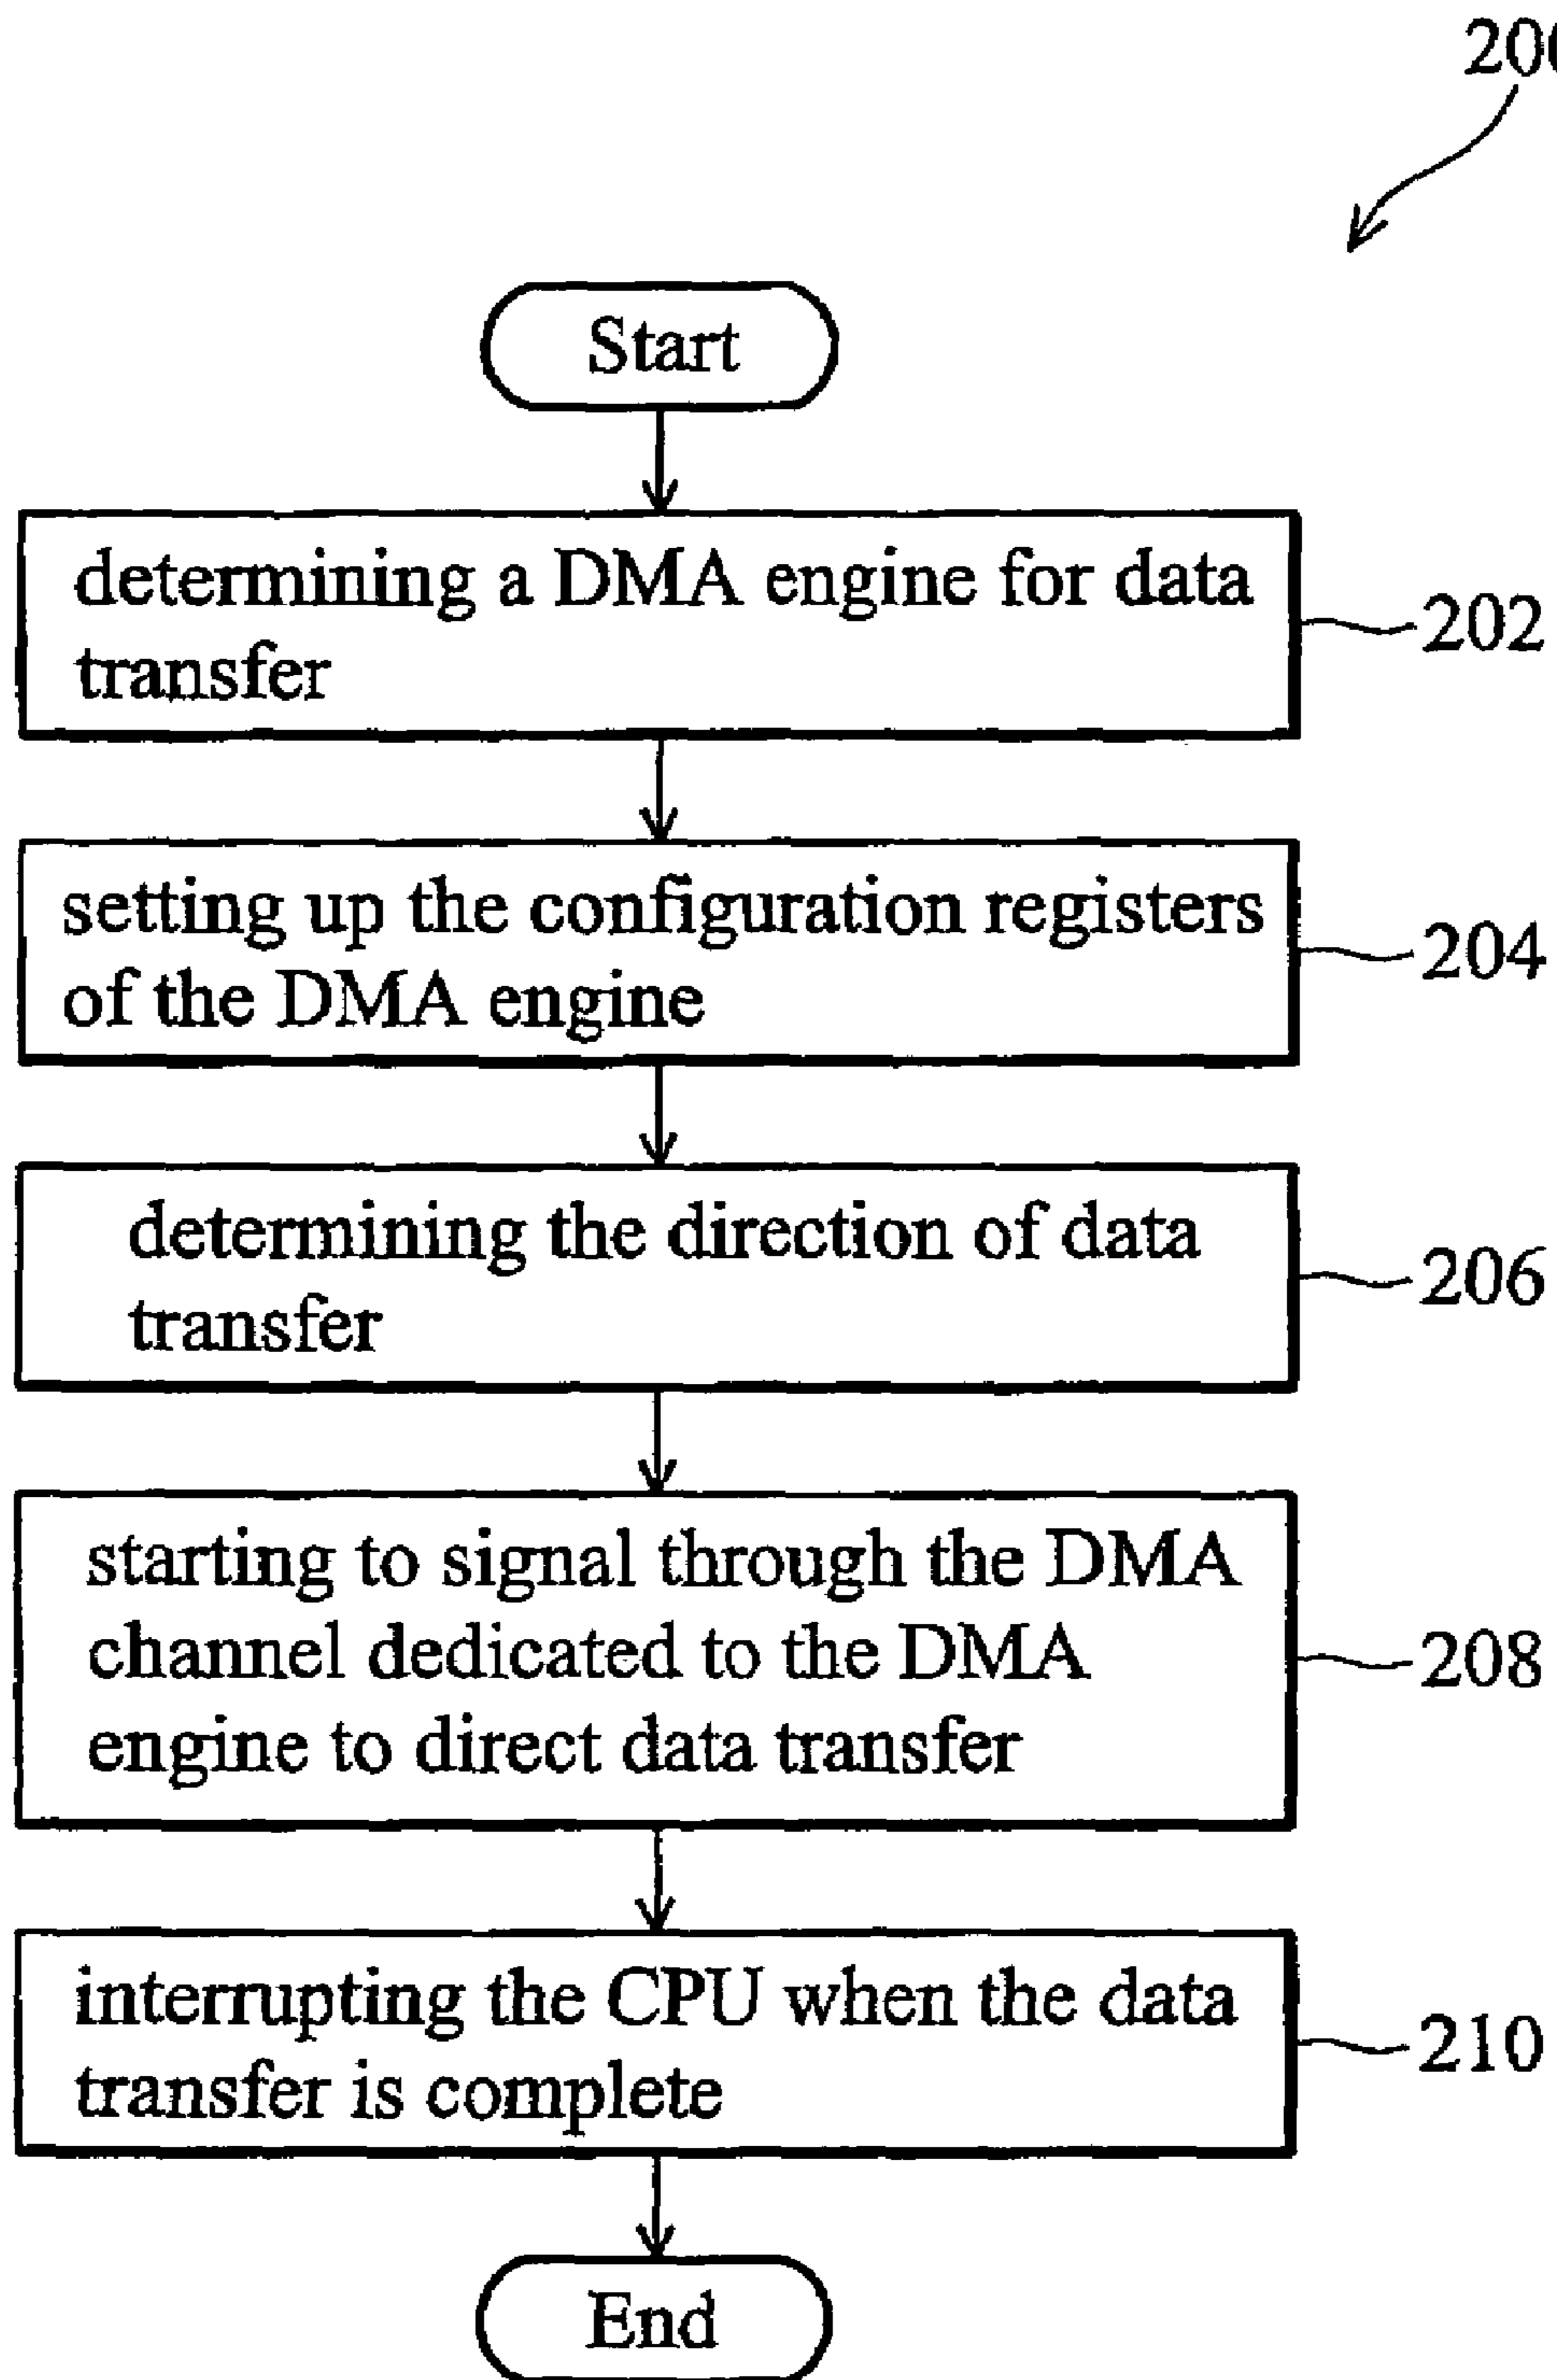 200
Start
determining a DMA engine for data
transfer
202
setting up the configuration registers
of the DMA engine
204
determining the direction of data
transfer
206
starting to signal through the DMA
channel dedicated to the DMA
engine to direct data transfer
208
interrupting the CPU when the data
transfer is complete
210
End